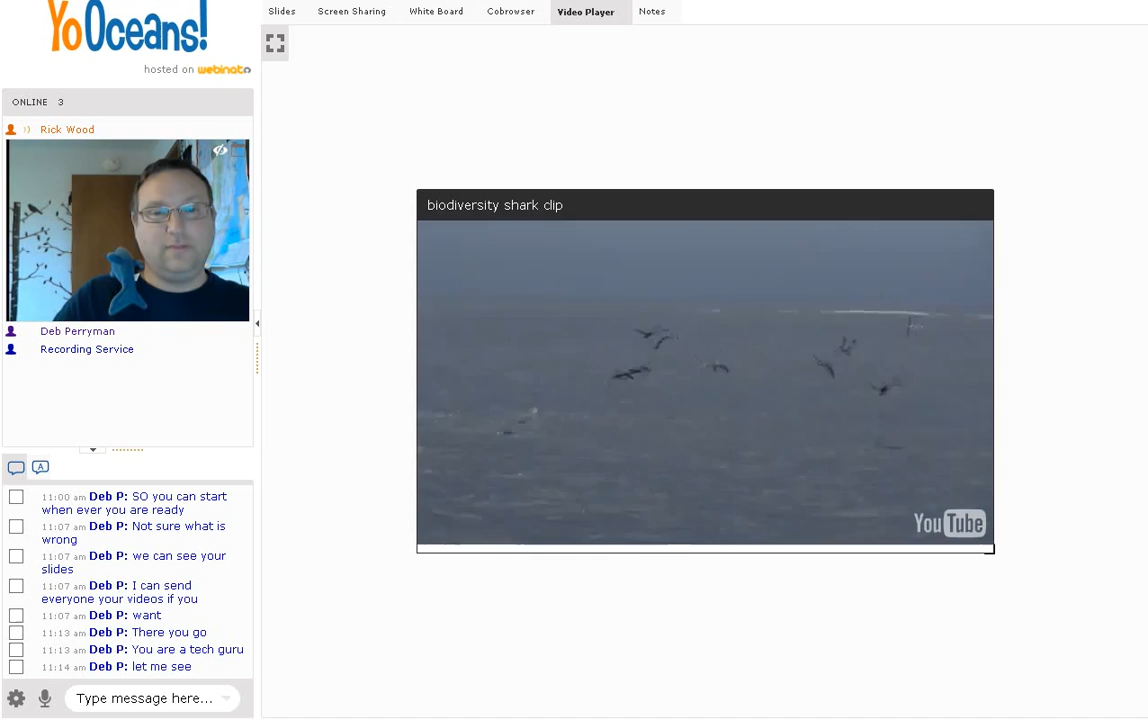 YoOceans!
hosted on webinato
ONLINE 3
Rick Wood
Deb Perryman
Recording Service
11:00 am Deb P: SO you can start
when ever you are ready
11:07 am Deb P: Not sure what is
wrong
11:07 am Deb P: we can see your
slides
11:07 am Deb P: I can send
everyone your videos if you
11:07 am Deb P: want
11:13 am Deb P: There you go
11:13 am Deb P: You are a tech guru
11:14 am Deb P: let me see
Type message here...
Slides Screen Sharing White Board Cobrowser Video Player Notes
biodiversity shark clip
YouTube